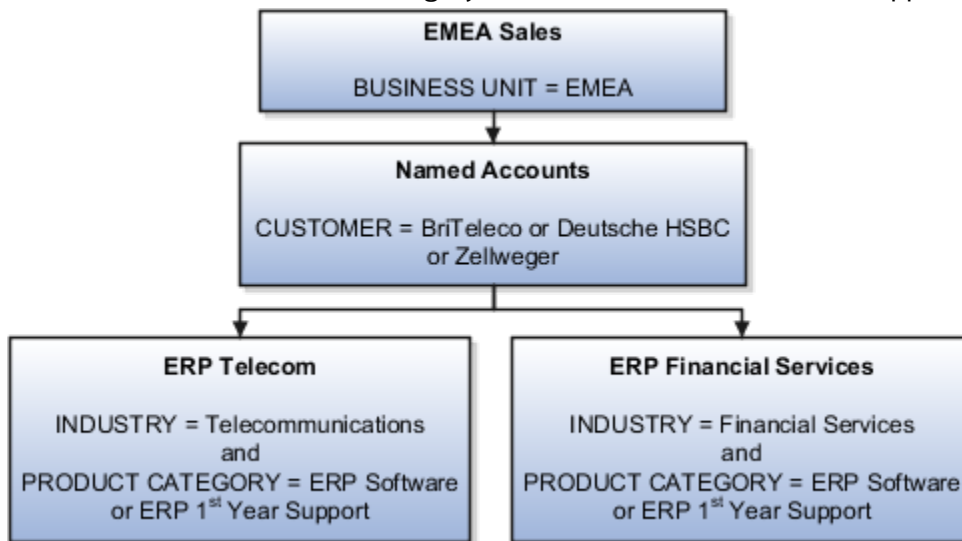 EMEA Sales
BUSINESS UNIT = EMEA
Named Accounts
CUSTOMER = BriTeleco or Deutsche HSBC
or Zellweger
ERP Telecom
INDUSTRY = Telecommunications
and
PRODUCT CATEGORY = ERP Software
or ERP 1st Year Support
ERP Financial Services
INDUSTRY = Financial Services
and
PRODUCT CATEGORY = ERP Software
or ERP 1st Year Support